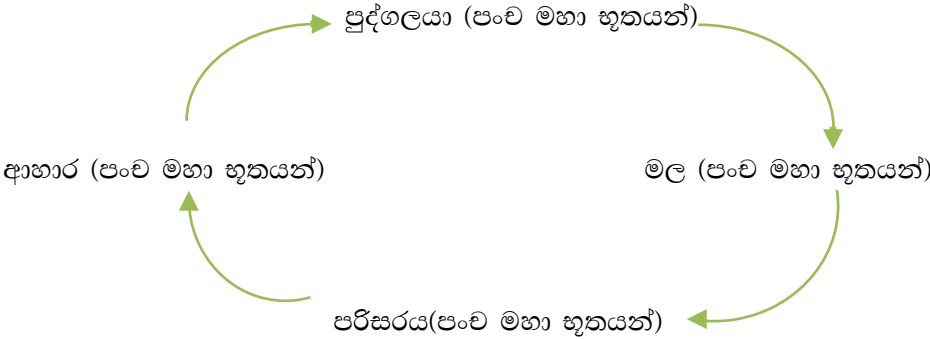 පුද්ගලයා (පංච මහා භූතයන්)
ආහාර (පංච මහා භූතයන්)
මල (පංච මහා භූතයන්)
පරිසරය(පංච මහා භූතයන්)